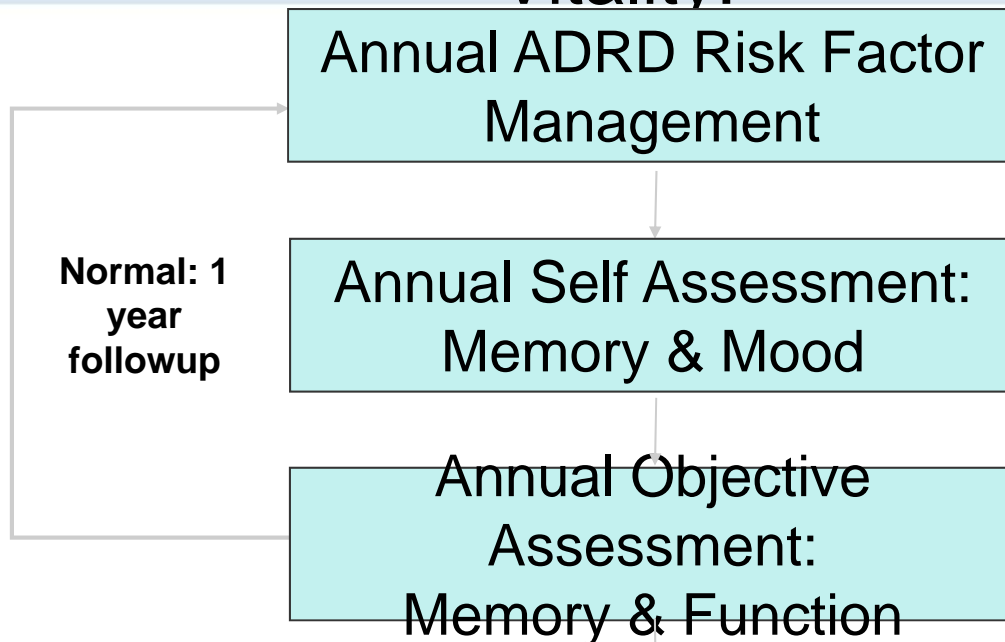 Vitality:
Annual ADRD Risk Factor
Management
Normal: 1
year
followup
Annual Self Assessment:
Memory & Mood
Annual Objective
Assessment:
Memory & Function